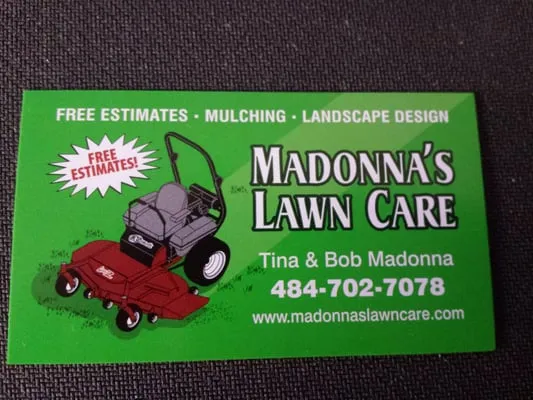 FREE ESTIMATES • MULCHING • LANDSCAPE DESIGN
FREE
ESTIMATES!
MADONNA'S
LAWN CARE
Tina & Bob Madonna
484-702-7078
www.madonnaslawncare.com